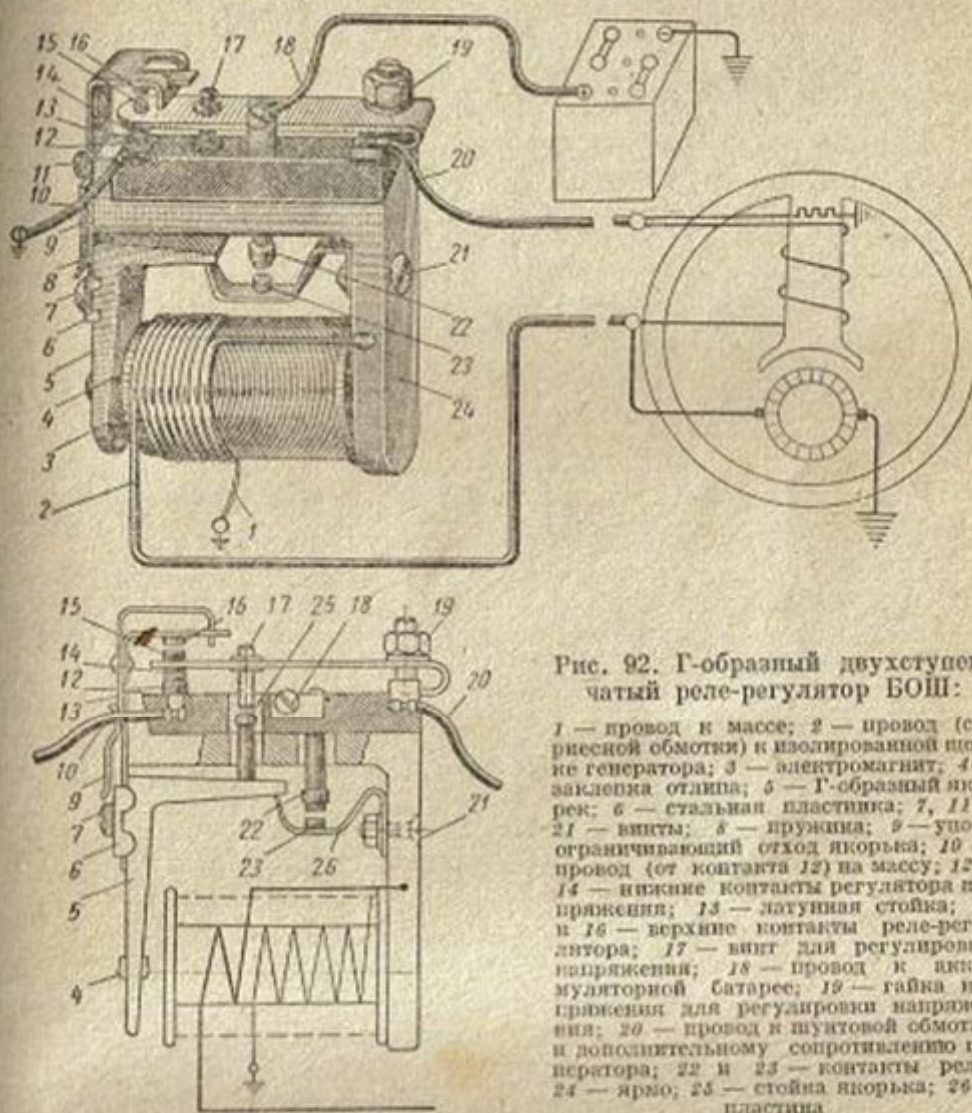 15 16 17 18 19
14
13
12
11
10
20
9
8
7
6
5
4
3
2
1
21
22
23
24
15 16 17 25 18 19
14
12
13
20
10
9
7
6
5
4
22
23 26
21
Рис. 92. Г-образный двухступен
чатый реле-регулятор БОШ:
1 — провод к массе; 2 — провод (с
риесной обмотки) к изолированной ще
ке генератора; 3 — электромагнит; 4
заклепка отлипа; 5 — Г-образный як
рек; 6 — стальная пластинка; 7, 11
21 — винты; 8 — пружина; 9 — упо
ограничивающий отход якорька; 10
провод (от контакта 12) на массу; 12
14 — нижние контакты регулятора н
пряжения; 13 — латунная стойка;
и 16 — верхние контакты реле-рег
лятора; 17 — винт для регулиров
напряжения; 18 — провод к акк
муляторной батарее; 19 — гайка н
пряжения для регулировки напряж
ния; 20 — провод к шунтовой обмот
и дополнительному сопротивлению г
нератора; 22 и 23 — контакты рел
24 — ярмо; 25 — стойка якорька; 26
пластина